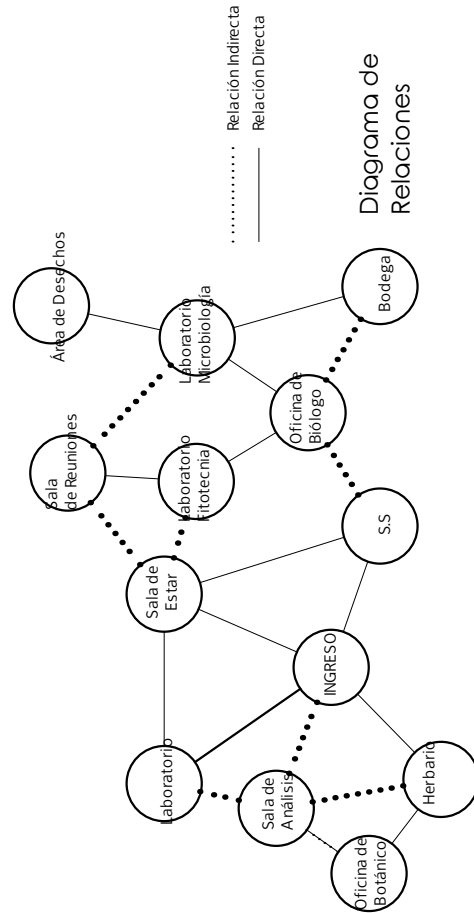 Área de Desechos
Sala
de Reuniones
Laboratorio
Microbiología
Laboratorio
Fitotecnia
Oficina de
Biólogo
Bodega
Sala de
Estar
S.S
Laboratorio
INGRESO
Sala de
Análisis
Herbario
Oficina de
Botánico
Relación Indirecta
Relación Directa
Diagrama de
Relaciones